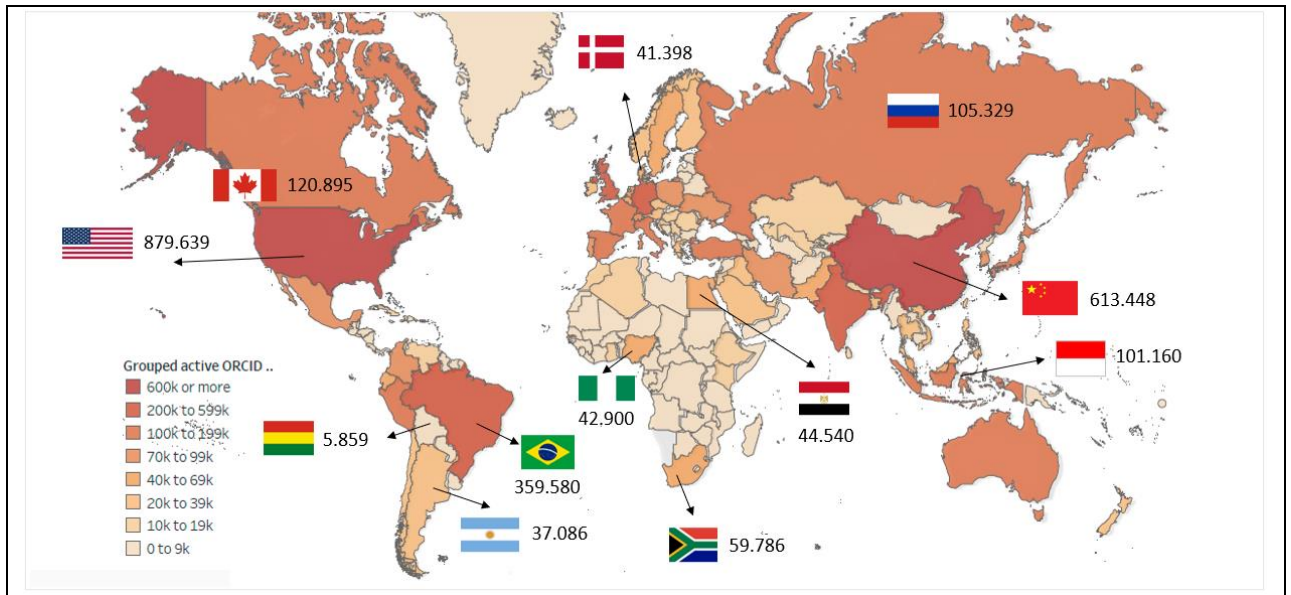 41.398
105.329
120.895
879.639
613.448
101.160
Grouped active ORCID ..
600k or more
200k to 599k
100k to 199k
70k to 99k
40k to 69k
20k to 39k
10k to 19k
0 to 9k
42.900
44.540
5.859
359.580
37.086
59.786